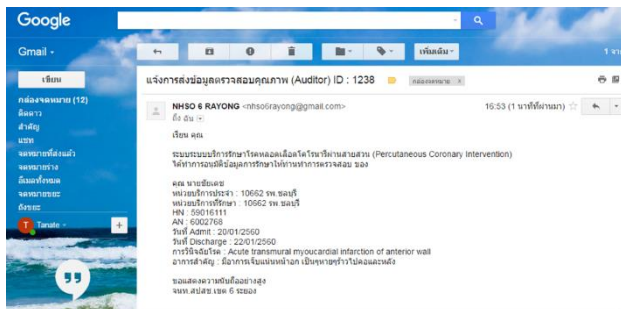 Google
Gmail
เพิ่มเติม
1 จาก
เขียน
แจ้งการส่งข้อมูลตรวจสอบคุณภาพ (Auditor) ID : 1238
กล่องจดหมาย x
กล่องจดหมาย (12)
ติดดาว
สำคัญ
แชท
จดหมายที่ส่งแล้ว
จดหมายร่าง
อีเมลทั้งหมด
จดหมายขยะ
ถังขยะ
T Tanate
NHSO 6 RAYONG <nhso6rayong@gmail.com>
16:53 (1 นาทีที่ผ่านมา)
ถึง ฉัน
เรียน คุณ
ระบบระบบบริการรักษาโรคหลอดเลือดโคโรนารีผ่านสายสวน (Percutaneous Coronary Intervention)
ได้ทำการอนุมัติข้อมูลการรักษาให้ท่านทำการตรวจสอบ ของ
คุณ นายชัยเดช
หน่วยบริการประจำ : 10662 รพ.ชลบุรี
หน่วยบริการที่รักษา : 10662 รพ.ชลบุรี
HN : 59016111
AN : 6002768
วันที่ Admit : 20/01/2560
วันที่ Discharge : 22/01/2560
การวินิจฉัยโรค : Acute transmural myoucardial infarction of anterior wall
อาการสำคัญ : มีอาการเจ็บแน่นหน้าอก เป็นๆหายๆร้าวไปคอและหลัง
ขอแสดงความนับถืออย่างสูง
จนท.สปสช.เขต 6 ระยอง